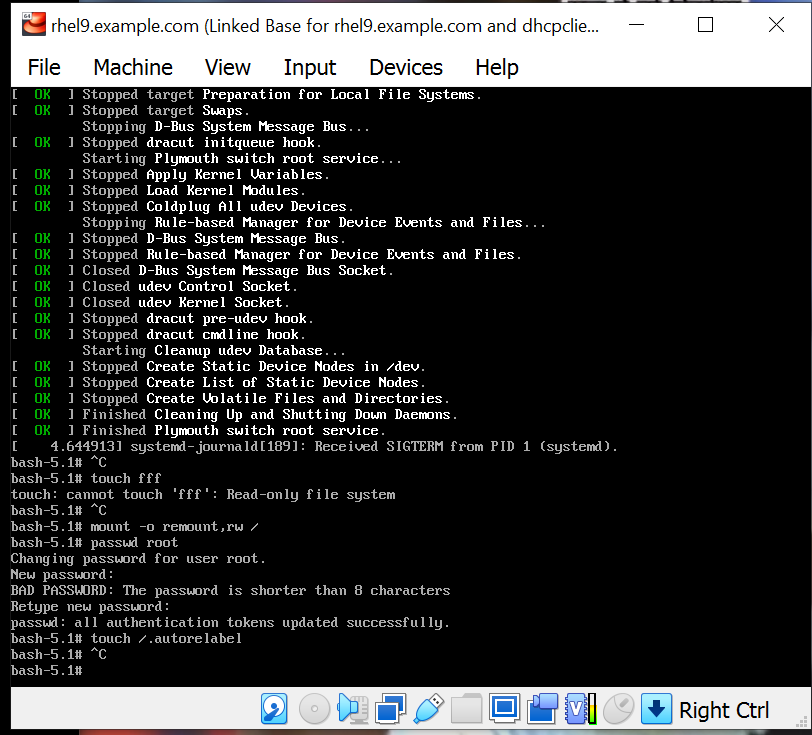 rhel9.example.com (Linked Base for rhel9.example.com and dhcpclie...
File Machine View Input Devices Help
[ OK ] Stopped target Preparation for Local File Systems.
[ OK ] Stopped target Swaps.
Stopping D-Bus System Message Bus...
[ OK ] Stopped dracut initqueue hook.
Starting Plymouth switch root service...
[ OK ] Stopped Apply Kernel Variables.
[ OK ] Stopped Load Kernel Modules.
[ OK ] Stopped Coldplug All udev Devices.
Stopping Rule-based Manager for Device Events and Files...
[ OK ] Stopped D-Bus System Message Bus.
[ OK ] Stopped Rule-based Manager for Device Events and Files.
[ OK ] Closed D-Bus System Message Bus Socket.
[ OK ] Closed udev Control Socket.
[ OK ] Closed udev Kernel Socket.
[ OK ] Stopped dracut pre-udev hook.
[ OK ] Stopped dracut cmdline hook.
Starting Cleanup udev Database...
[ OK ] Stopped Create Static Device Nodes in /dev.
[ OK ] Stopped Create List of Static Device Nodes.
[ OK ] Stopped Create Volatile Files and Directories.
[ OK ] Finished Cleaning Up and Shutting Down Daemons.
[ OK ] Finished Plymouth switch root service.
[ 4.644913] systemd-journald[189]: Received SIGTERM from PID 1 (systemd).
bash-5.1# ^C
bash-5.1# touch fff
touch: cannot touch 'fff': Read-only file system
bash-5.1# ^C
bash-5.1# mount -o remount,rw /
bash-5.1# passwd root
Changing password for user root.
New password:
BAD PASSWORD: The password is shorter than 8 characters
Retype new password:
passwd: all authentication tokens updated successfully.
bash-5.1# touch /.autorelabel
bash-5.1# ^C
bash-5.1#
Right Ctrl